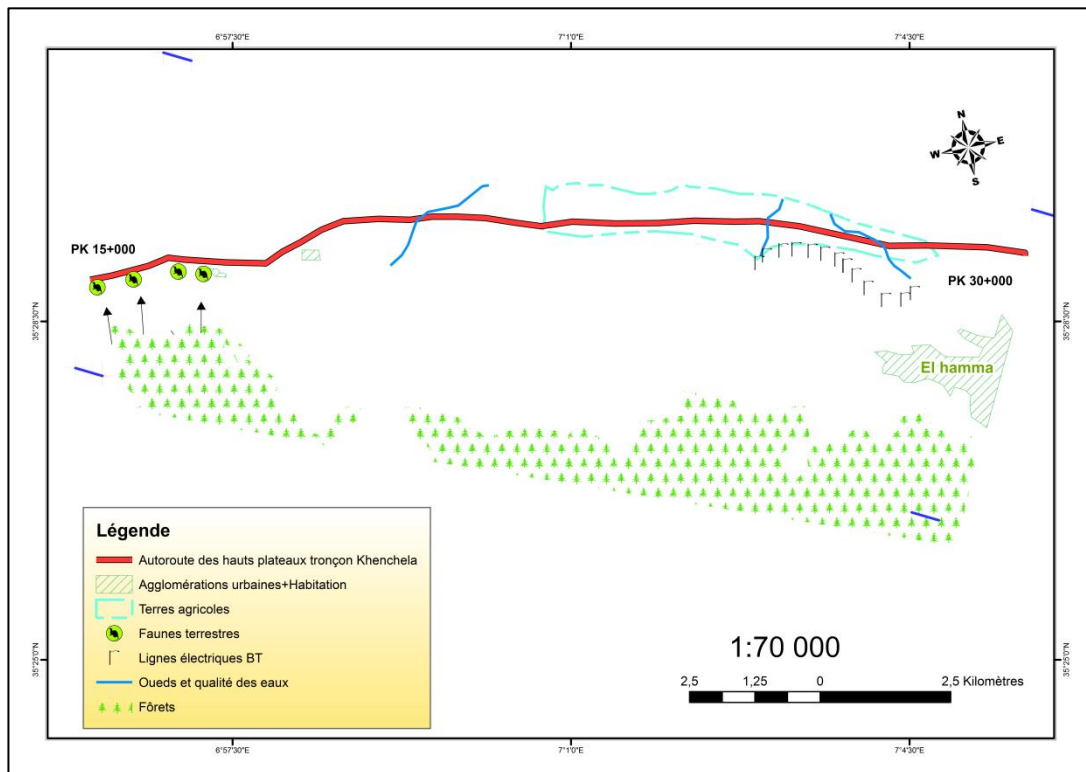 6°57'30"E
7°1'0"E
7°4'30"E
N
W
E
S
PK 15+000
PK 30+000
35°28'30"N
35°28'30"N
El hamma
Légende
Autoroute des hauts plateaux tronçon Khenchela
Agglomérations urbaines+Habitation
Terres agricoles
Faunes terrestres
Lignes électriques BT
Oueds et qualité des eaux
Fôrets
1:70 000
2,5
1,25
0
2,5 Kilomètres
35°25'0"N
35°25'0"N
6°57'30"E
7°1'0"E
7°4'30"E